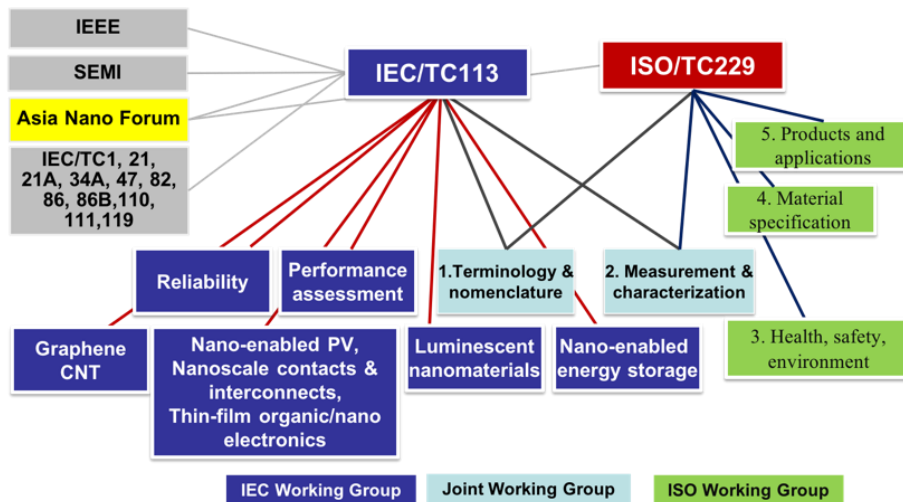 IEEE
SEMI
Asia Nano Forum
IEC/TC1, 21,
21A, 34A, 47, 82,
86, 86B,110,
111,119
IEC/TC113
ISO/TC229
5. Products and
applications
4. Material
specification
3. Health, safety,
environment
Reliability
Performance
assessment
1.Terminology &
nomenclature
2. Measurement &
characterization
Graphene
CNT
Nano-enabled PV,
Nanoscale contacts &
interconnects,
Thin-film organic/nano
electronics
Luminescent
nanomaterials
Nano-enabled
energy storage
IEC Working Group
Joint Working Group
ISO Working Group